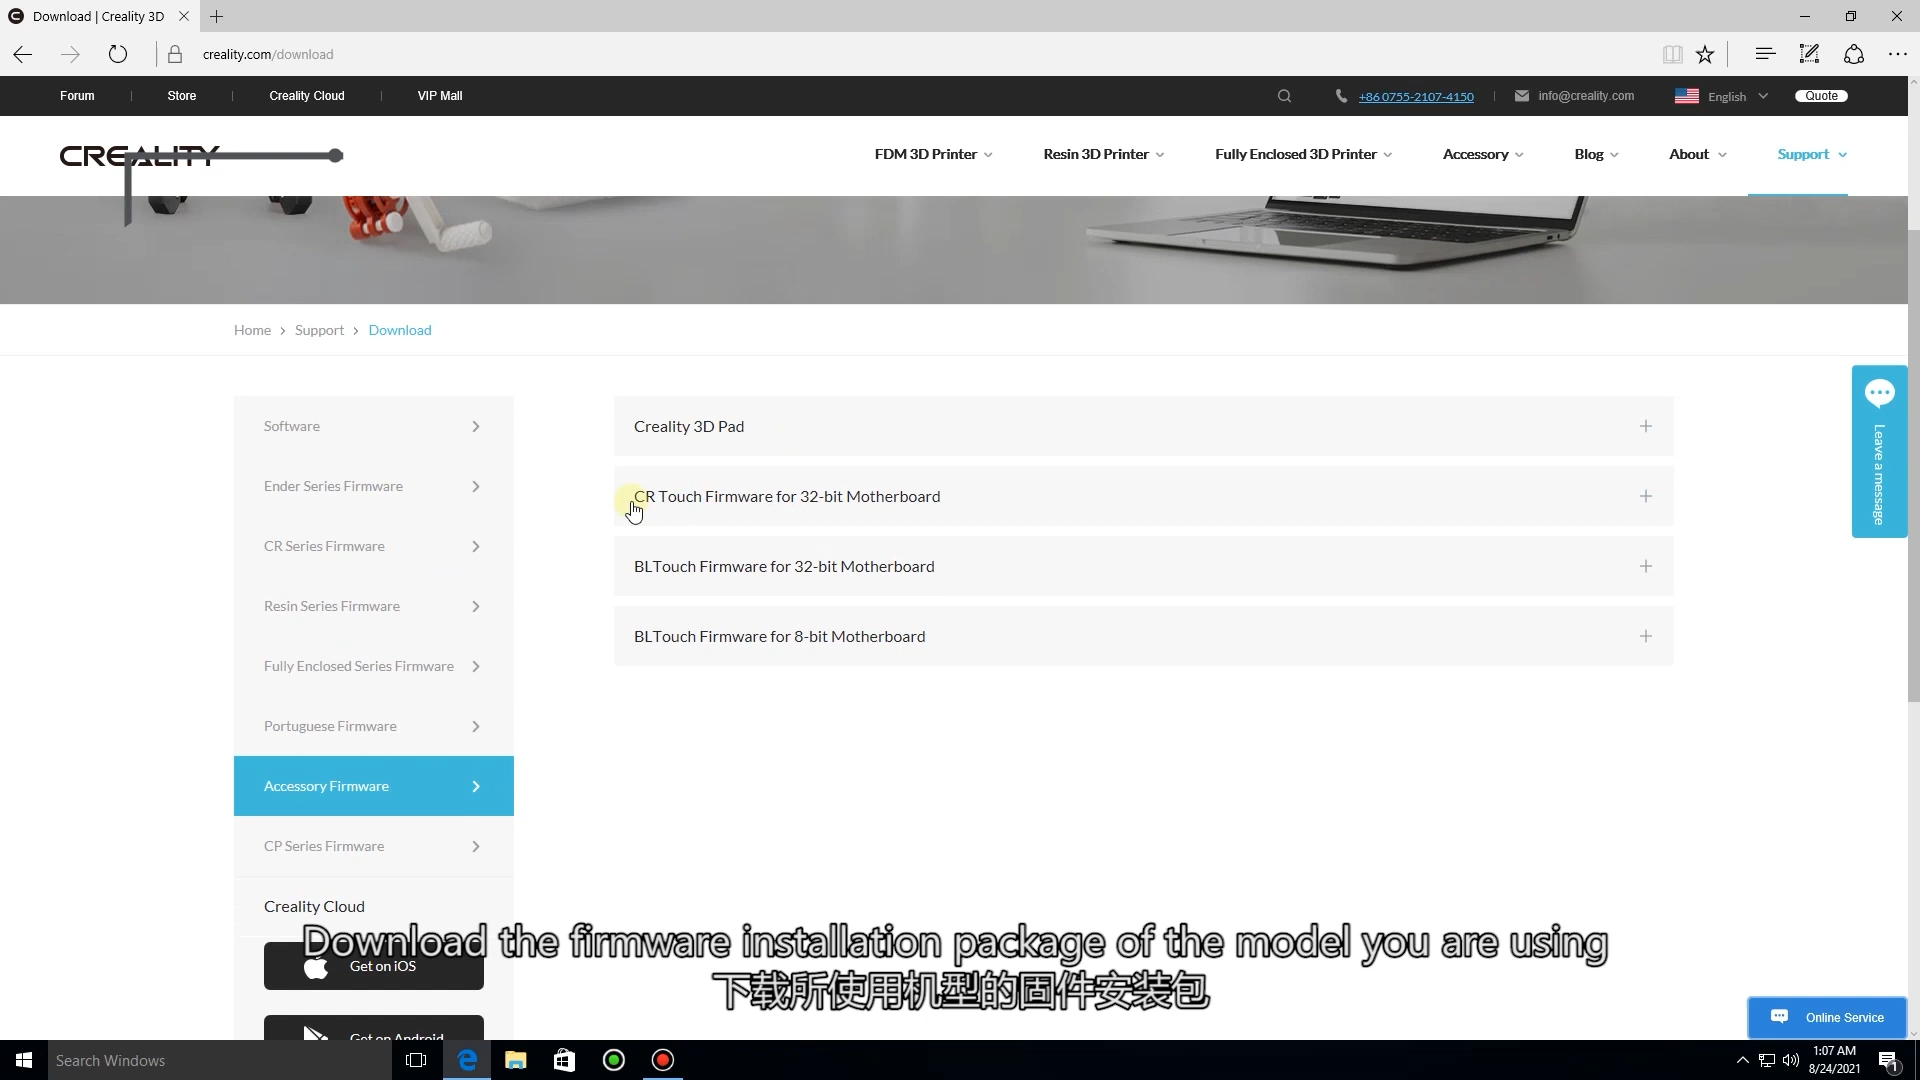 Download | Creality 3D
creality.com/download
Forum
Store
Creality Cloud
VIP Mall
+86 0755-2107-4150
info@creality.com
English
Quote
CREALITY
FDM 3D Printer
Resin 3D Printer
Fully Enclosed 3D Printer
Accessory
Blog
About
Support
Home > Support > Download
Software
Ender Series Firmware
CR Series Firmware
Resin Series Firmware
Fully Enclosed Series Firmware
Portuguese Firmware
Accessory Firmware
CP Series Firmware
Creality Cloud
Get on iOS
Get on Android
Creality 3D Pad
CR Touch Firmware for 32-bit Motherboard
BLTouch Firmware for 32-bit Motherboard
BLTouch Firmware for 8-bit Motherboard
Leave a message
Download the firmware installation package of the model you are using
下载所使用机型的固件安装包
Online Service
Search Windows
1:07 AM
8/24/2021
1